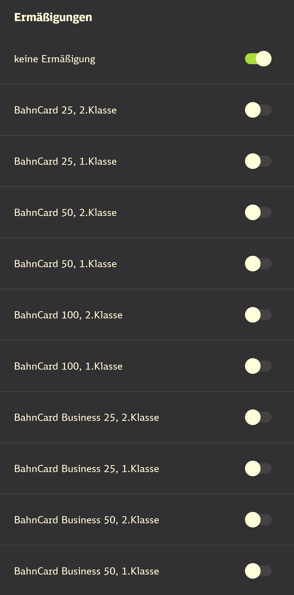 Ermäßigungen
keine Ermäßigung
BahnCard 25, 2.Klasse
BahnCard 25, 1.Klasse
BahnCard 50, 2.Klasse
BahnCard 50, 1.Klasse
BahnCard 100, 2.Klasse
BahnCard 100, 1.Klasse
BahnCard Business 25, 2.Klasse
BahnCard Business 25, 1.Klasse
BahnCard Business 50, 2.Klasse
BahnCard Business 50, 1.Klasse